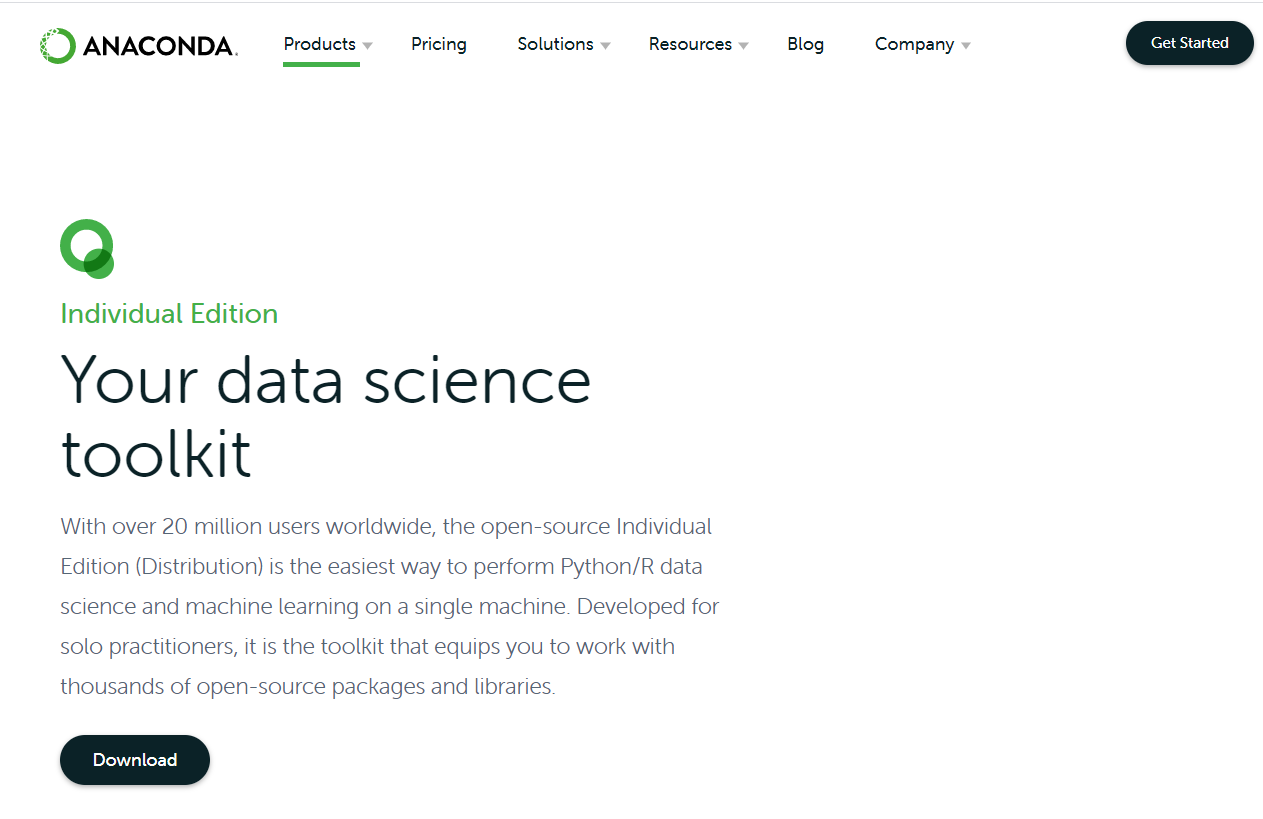 ANACONDA.
Products
Pricing
Solutions
Resources
Blog
Company
Get Started
Individual Edition
Your data science
toolkit
With over 20 million users worldwide, the open-source Individual
Edition (Distribution) is the easiest way to perform Python/R data
science and machine learning on a single machine. Developed for
solo practitioners, it is the toolkit that equips you to work with
thousands of open-source packages and libraries.
Download